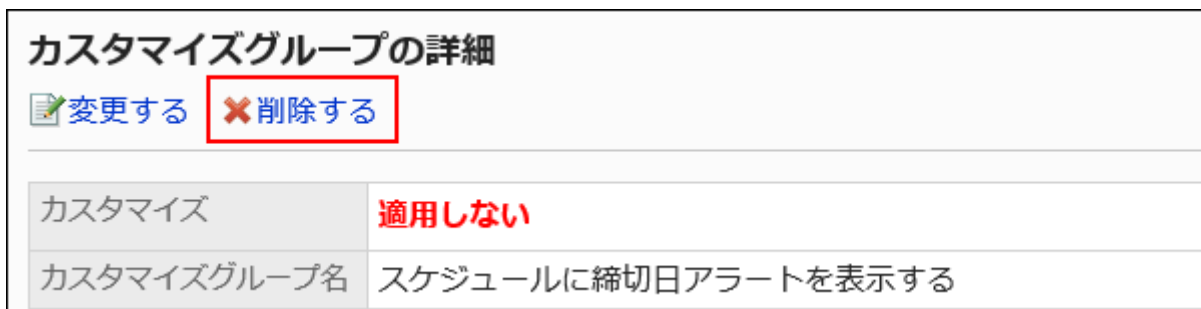 カスタマイズグループの詳細
変更する 削除する
カスタマイズ 適用しない
カスタマイズグループ名 スケジュールに締切日アラートを表示する